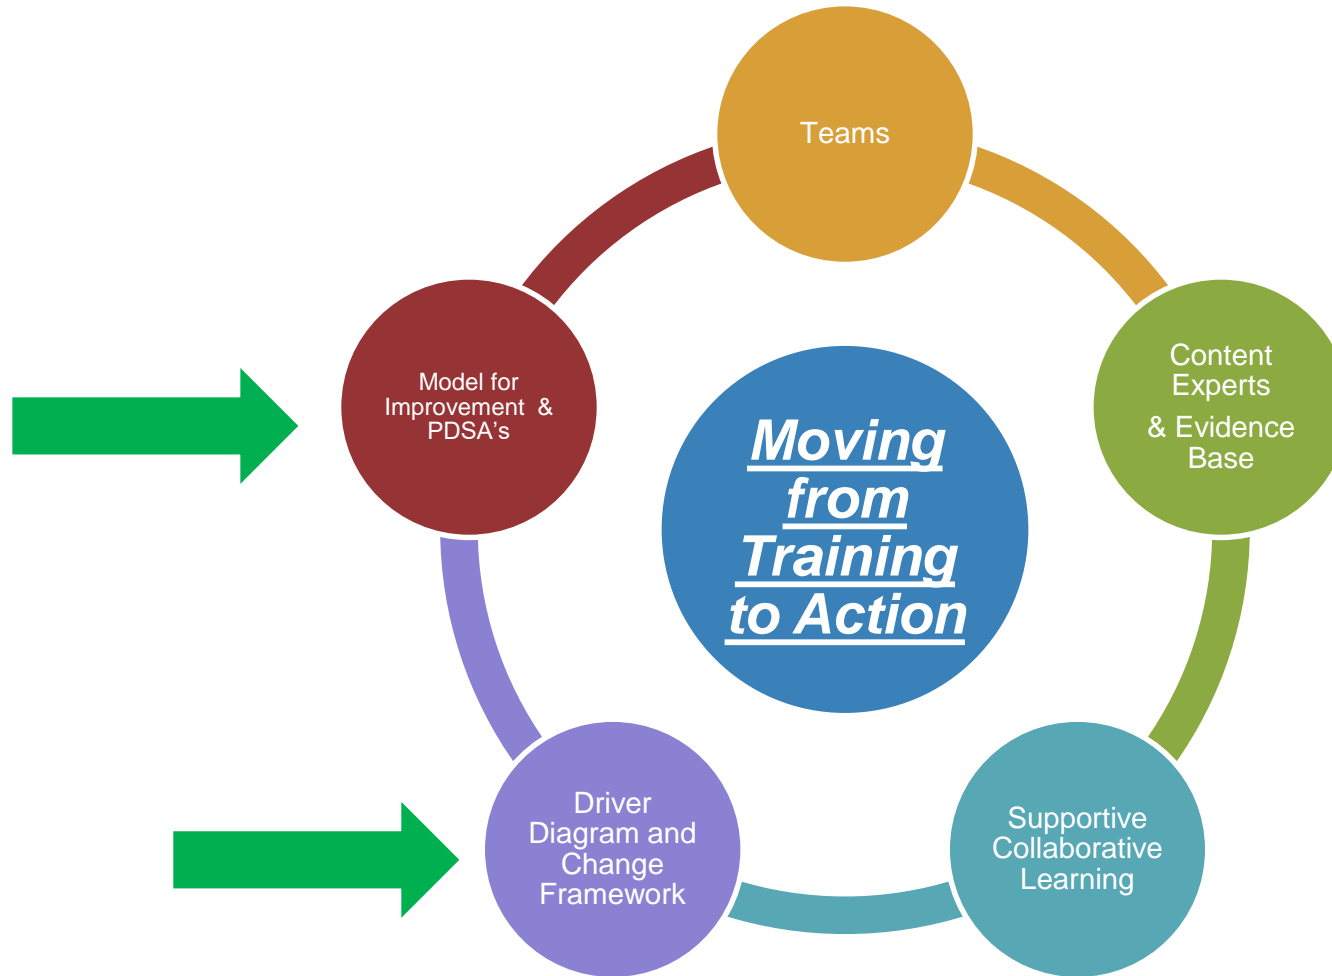 Teams
Content
Experts
& Evidence
Base
Supportive
Collaborative
Learning
Driver
Diagram and
Change
Framework
Model for
Improvement &
PDSA’s
Moving
from
Training
to Action